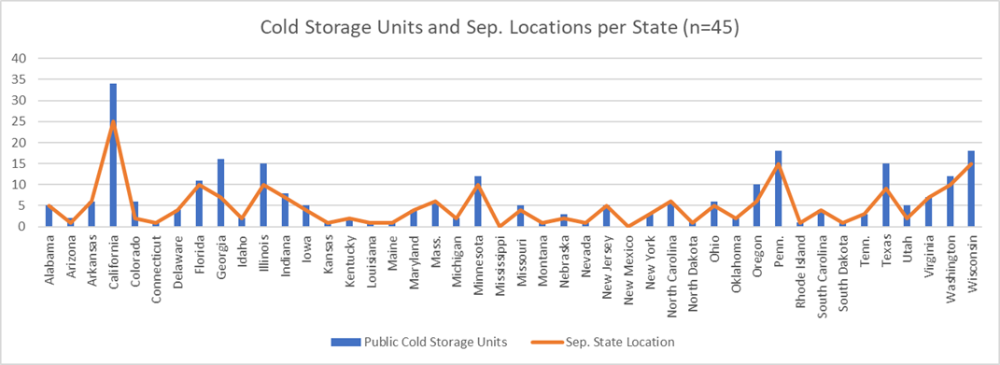 Cold Storage Units and Sep. Locations per State (n=45)
40
35
30
25
20
15
10
5
0
Alabama
Arizona
Arkansas
California
Colorado
Connecticut
Delaware
Florida
Georgia
Idaho
Illinois
Indiana
Iowa
Kansas
Kentucky
Louisiana
Maine
Maryland
Mass.
Michigan
Minnesota
Mississippi
Missouri
Montana
Nebraska
Nevada
New Jersey
New Mexico
New York
North Carolina
North Dakota
Ohio
Oklahoma
Oregon
Penn.
Rhode Island
South Carolina
South Dakota
Tenn.
Texas
Utah
Virginia
Washington
Wisconsin
Public Cold Storage Units
Sep. State Location